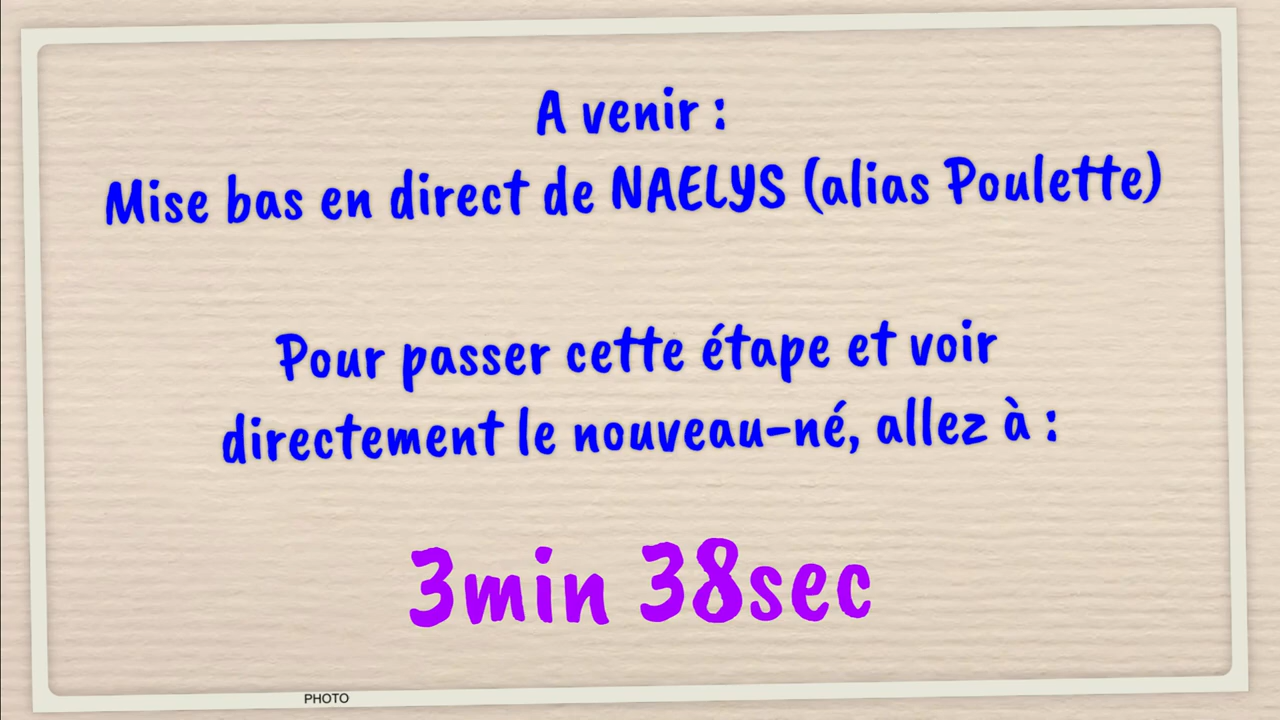 A venir :
Mise bas en direct de NAELYS (alias Poulette)
Pour passer cette étape et voir
directement le nouveau-né, allez à :
3min 38sec
PHOTO